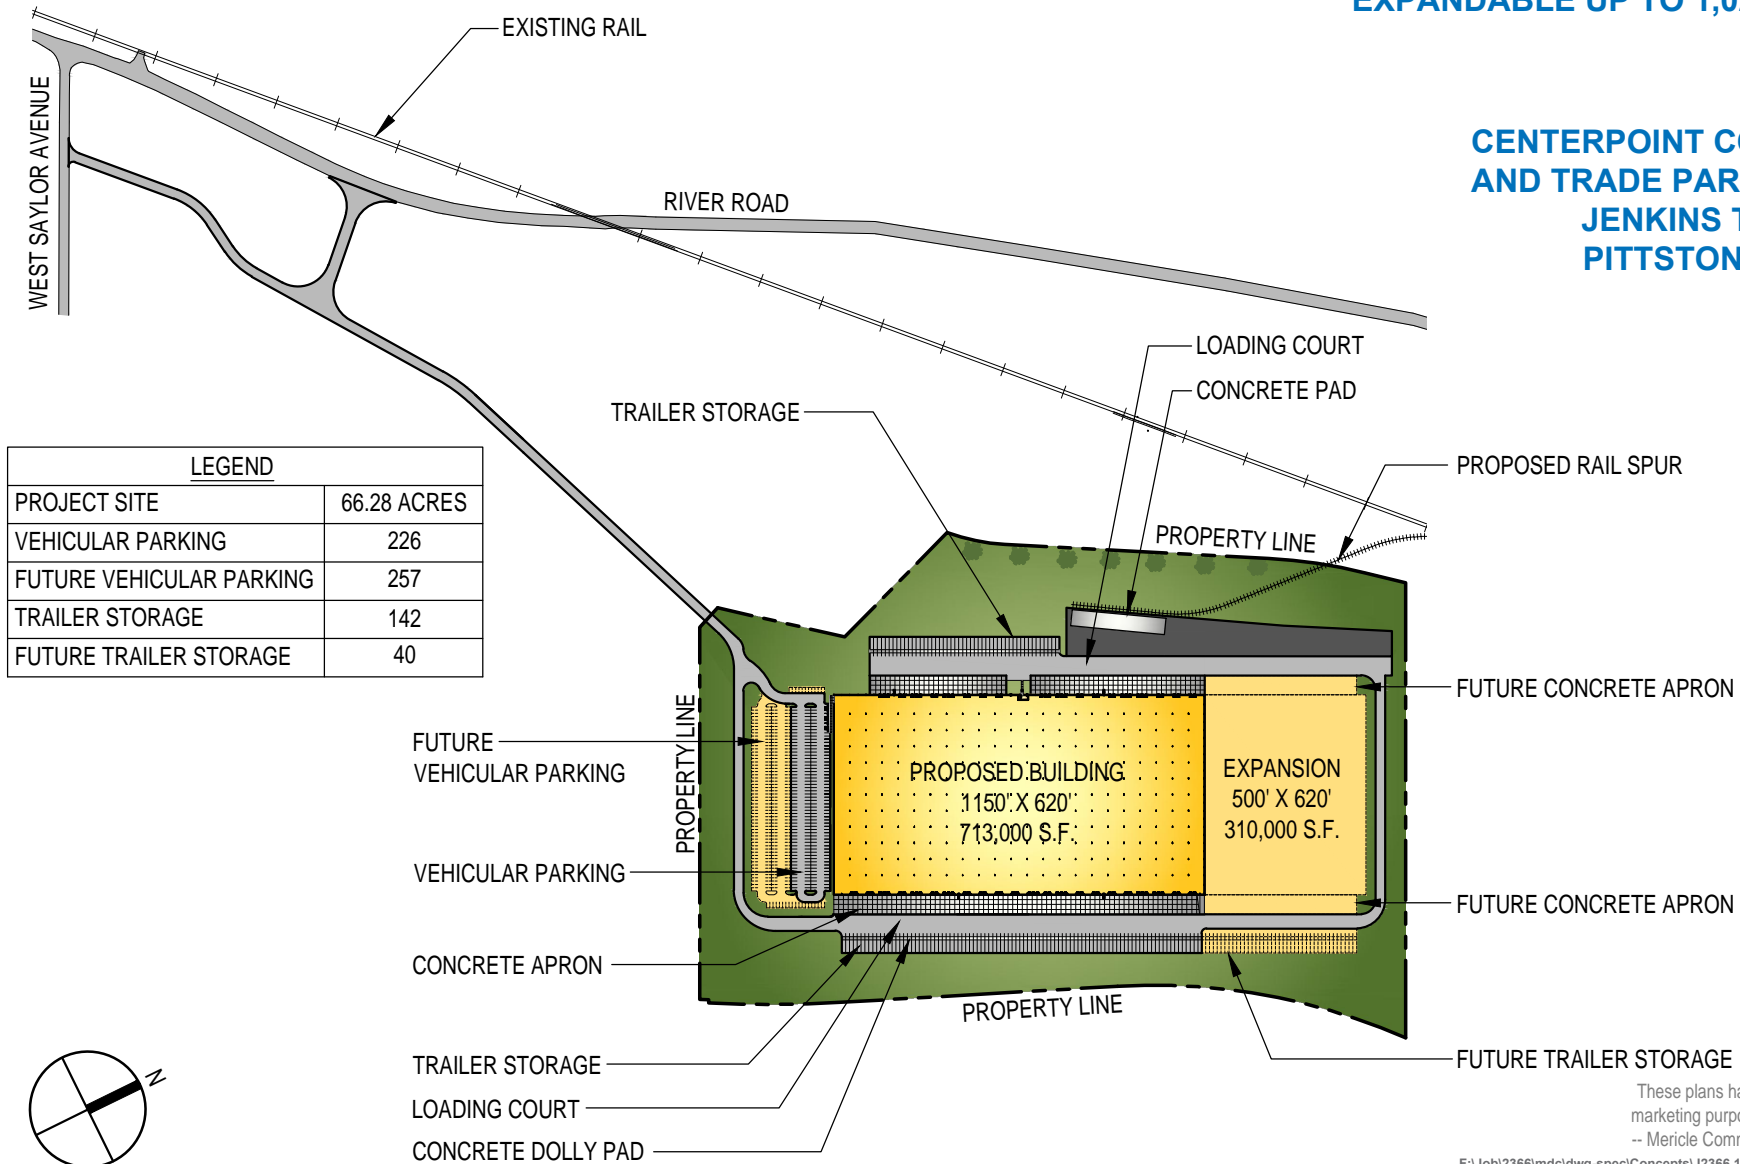 EXPANDABLE UP TO
EXISTING RAIL
WEST SAYLOR AVENUE
CENTERPOINT
AND TRADE
JENKINS
PITTSTON
RIVER ROAD
LOADING COURT
CONCRETE PAD
TRAILER STORAGE
PROPOSED RAIL SPUR
LEGEND
PROJECT SITE 66.28 ACRES
VEHICULAR PARKING 226
FUTURE VEHICULAR PARKING 257
TRAILER STORAGE 142
FUTURE TRAILER STORAGE 40
PROPERTY LINE
FUTURE CONCRETE APRON
PROPERTY LINE
FUTURE
VEHICULAR PARKING
PROPOSED BUILDING
1150' X 620'
713,000 S.F.
EXPANSION
500' X 620'
310,000 S.F.
VEHICULAR PARKING
FUTURE CONCRETE APRON
CONCRETE APRON
PROPERTY LINE
TRAILER STORAGE
FUTURE TRAILER STORAGE
LOADING COURT
CONCRETE DOLLY PAD
N
These plans
marketing
-- Mericle